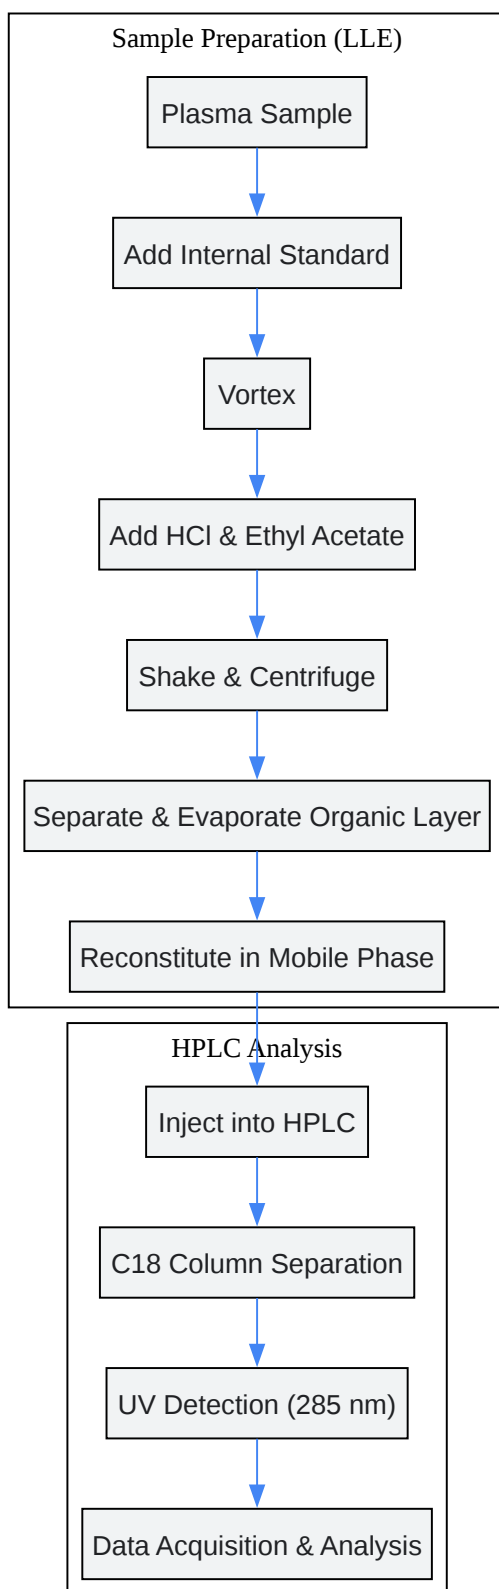 Sample Preparation (LLE)
Plasma Sample
Add Internal Standard
Vortex
Add HCl & Ethyl Acetate
Shake & Centrifuge
Separate & Evaporate Organic Layer
Reconstitute in Mobile Phase
HPLC Analysis
Inject into HPLC
C18 Column Separation
UV Detection (285 nm)
Data Acquisition & Analysis